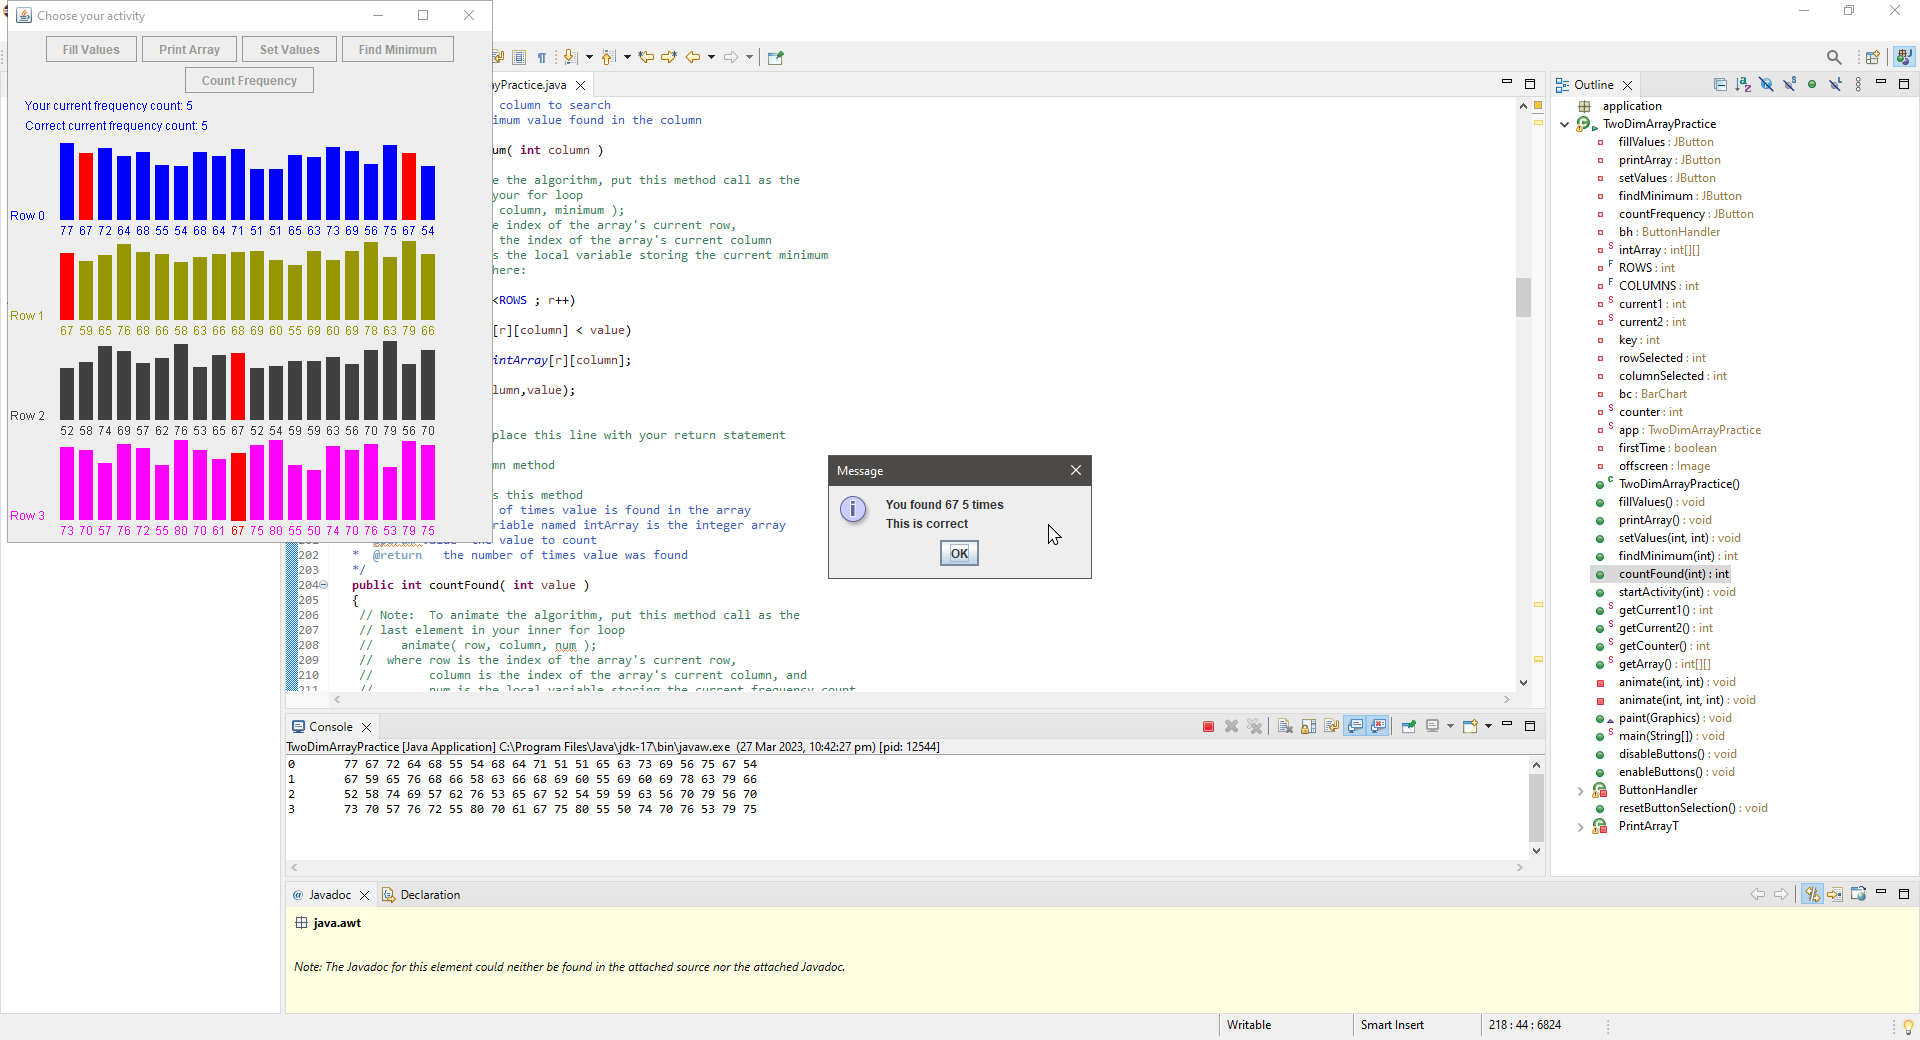 Choose your activity
Fill Values
Print Array
Set Values
Find Minimum
Count Frequency
Your current frequency count: 5
Correct current frequency count: 5
Row 0
77 67 72 64 68 55 54 68 64 71 51 51 65 63 73 69 56 75 67 54
Row 1
67 59 65 76 68 66 58 63 66 68 69 60 55 69 60 69 78 63 79 66
Row 2
52 58 74 69 57 62 76 53 65 67 52 54 59 59 63 56 70 79 56 70
Row 3
73 70 57 76 72 55 80 70 61 67 75 80 55 50 74 70 76 53 79 75
yPractice.java
column to search
imum value found in the column
um( int column )
e the algorithm, put this method call as the
your for loop
column, minimum );
e index of the array's current row,
the index of the array's current column
s the local variable storing the current minimum
here:
<ROWS ; r++)
[r][column] < value)
intArray[r][column];
lumn,value);
place this line with your return statement
mn method
s this method
of times value is found in the array
riable named intArray is the integer array
the value to count
202 * @return the number of times value was found
203 */
204 public int countFound( int value )
205 {
206 // Note: To animate the algorithm, put this method call as the
207 // last element in your inner for loop
208 // animate( row, column, num );
209 // where row is the index of the array's current row,
210 // column is the index of the array's current column, and
211 // num is the local variable storing the current frequency count
Message
You found 67 5 times
This is correct
OK
Outline
application
TwoDimArrayPractice
fillValues : JButton
printArray : JButton
setValues : JButton
findMinimum : JButton
countFrequency : JButton
bh : ButtonHandler
intArray : int[][]
ROWS : int
COLUMNS : int
current1 : int
current2 : int
key : int
rowSelected : int
columnSelected : int
bc : BarChart
counter : int
app : TwoDimArrayPractice
firstTime : boolean
offscreen : Image
TwoDimArrayPractice()
fillValues() : void
printArray() : void
setValues(int, int) : void
findMinimum(int) : int
countFound(int) : int
startActivity(int) : void
getCurrent1() : int
getCurrent2() : int
getCounter() : int
getArray() : int[][]
animate(int, int) : void
animate(int, int, int) : void
paint(Graphics) : void
main(String[]) : void
disableButtons() : void
enableButtons() : void
ButtonHandler
resetButtonSelection() : void
PrintArrayT
Console
TwoDimArrayPractice [Java Application] C:\Program Files\Java\jdk-17\bin\javaw.exe (27 Mar 2023, 10:42:27 pm) [pid: 12544]
0 77 67 72 64 68 55 54 68 64 71 51 51 65 63 73 69 56 75 67 54
1 67 59 65 76 68 66 58 63 66 68 69 60 55 69 60 69 78 63 79 66
2 52 58 74 69 57 62 76 53 65 67 52 54 59 59 63 56 70 79 56 70
3 73 70 57 76 72 55 80 70 61 67 75 80 55 50 74 70 76 53 79 75
@ Javadoc
Declaration
java.awt
Note: The Javadoc for this element could neither be found in the attached source nor the attached Javadoc.
Writable
Smart Insert
218 : 44 : 6824